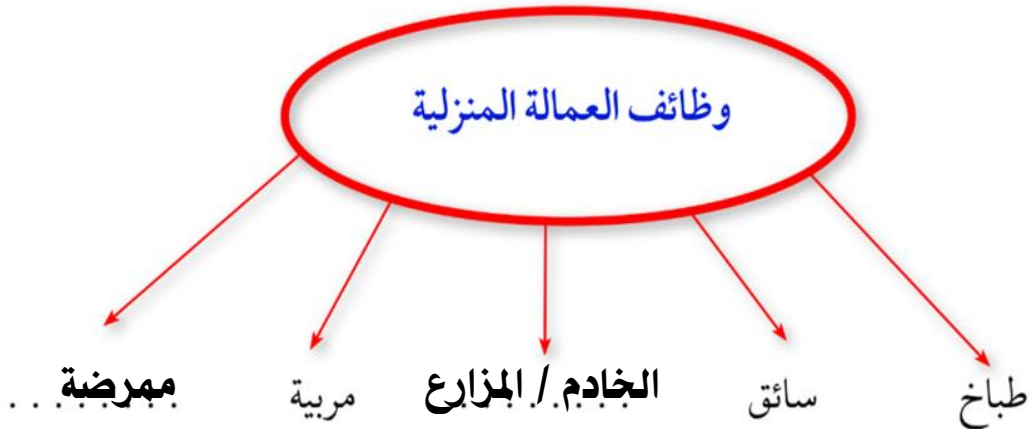 وظائف العمالة المنزلية
طباخ سائق الخادم / المزارع مربية ممرضة